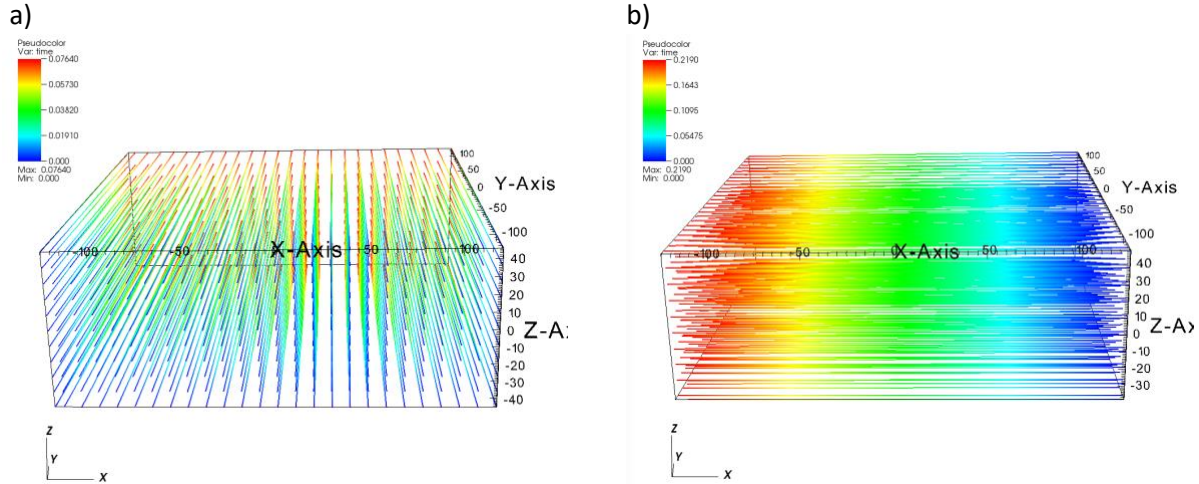 a)
Pseudocolor
Var: time
0.07640
0.05730
0.03820
0.01910
0.000
Max: 0.07640
Min: 0.000
100
50
0
-50
-100
Y-Axis
-100
-50
X-Axis
50
100
40
30
20
10
0
-10
-20
-30
-40
Z-A
Z
Y
X
b)
Pseudocolor
Var: time
0.2190
0.1643
0.1095
0.05475
0.000
Max: 0.2190
Min: 0.000
100
50
0
-50
-100
Y-Axis
-100
-50
0
X-Axis
50
100
40
30
20
10
0
-10
-20
-30
Z-Ax
Z
Y
X